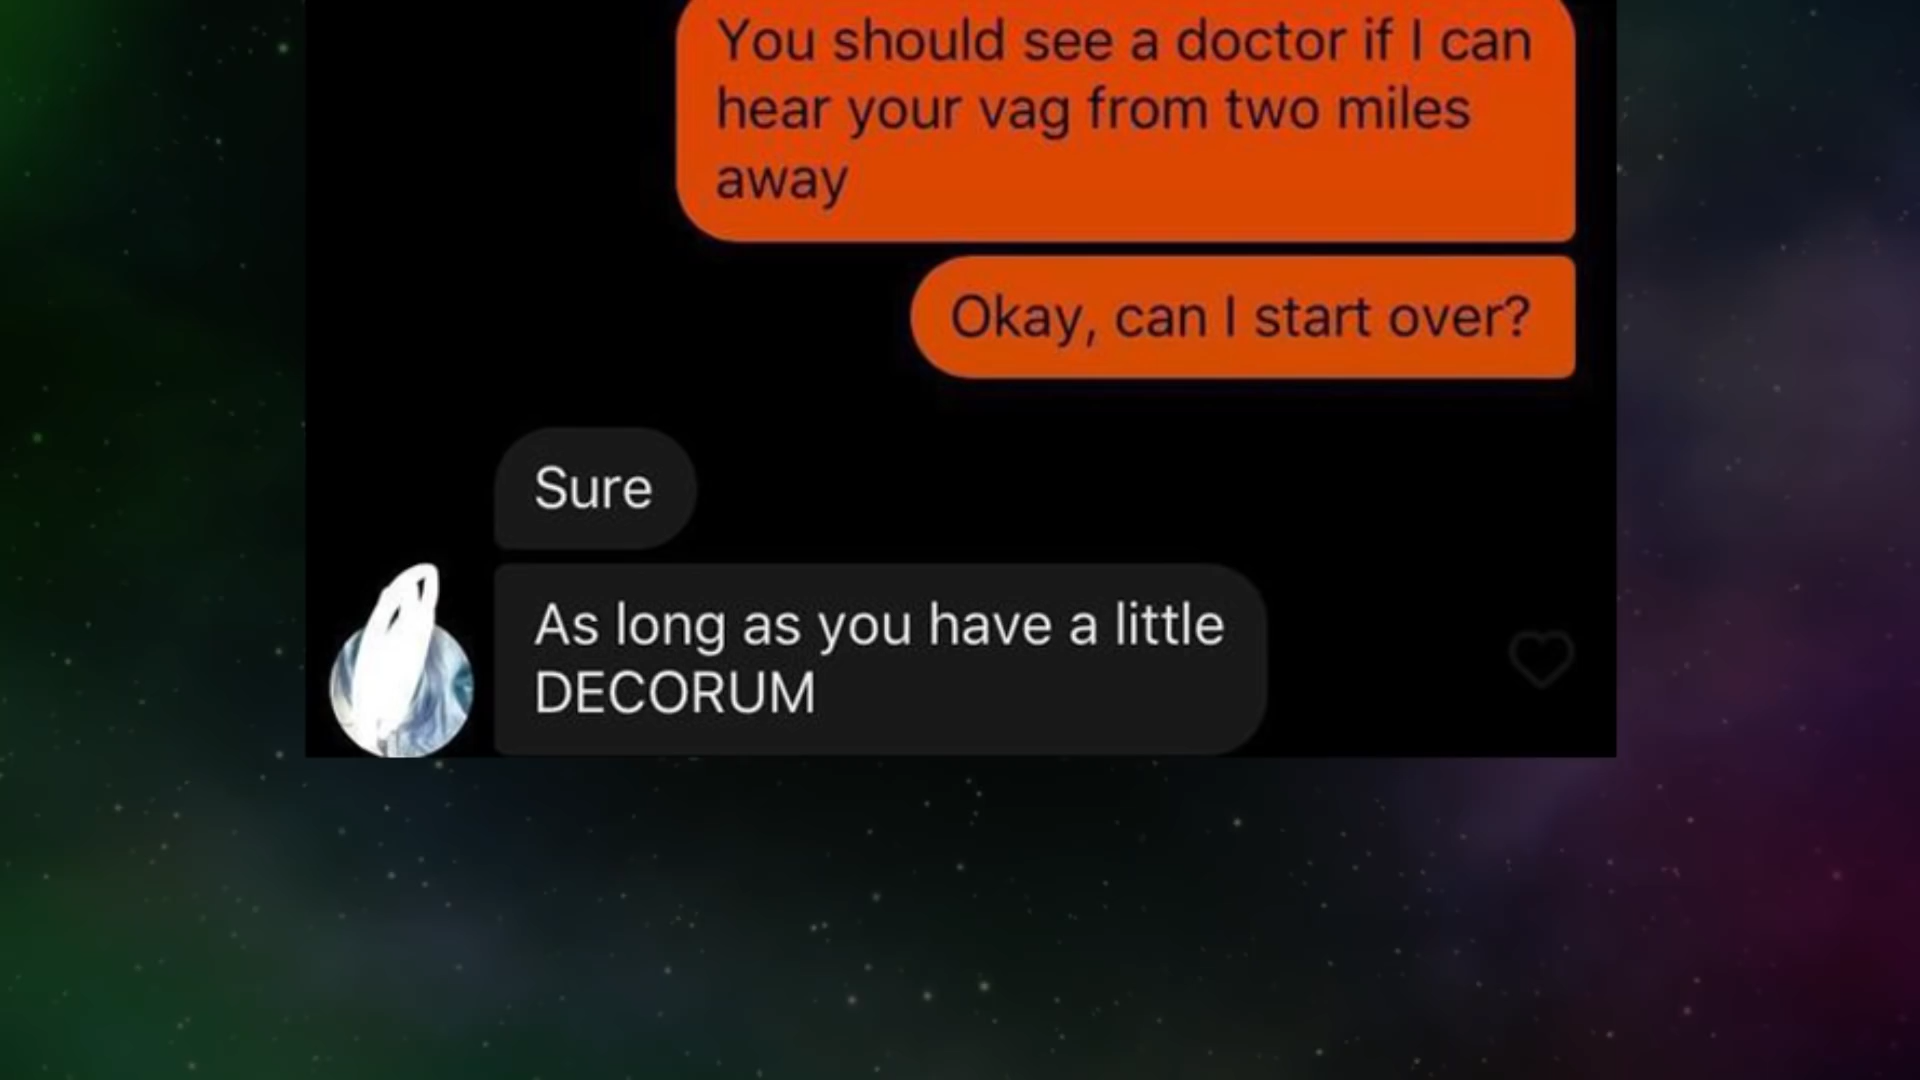 You should see a doctor if I can
hear your vag from two miles
away
Okay, can I start over?
Sure
As long as you have a little
DECORUM